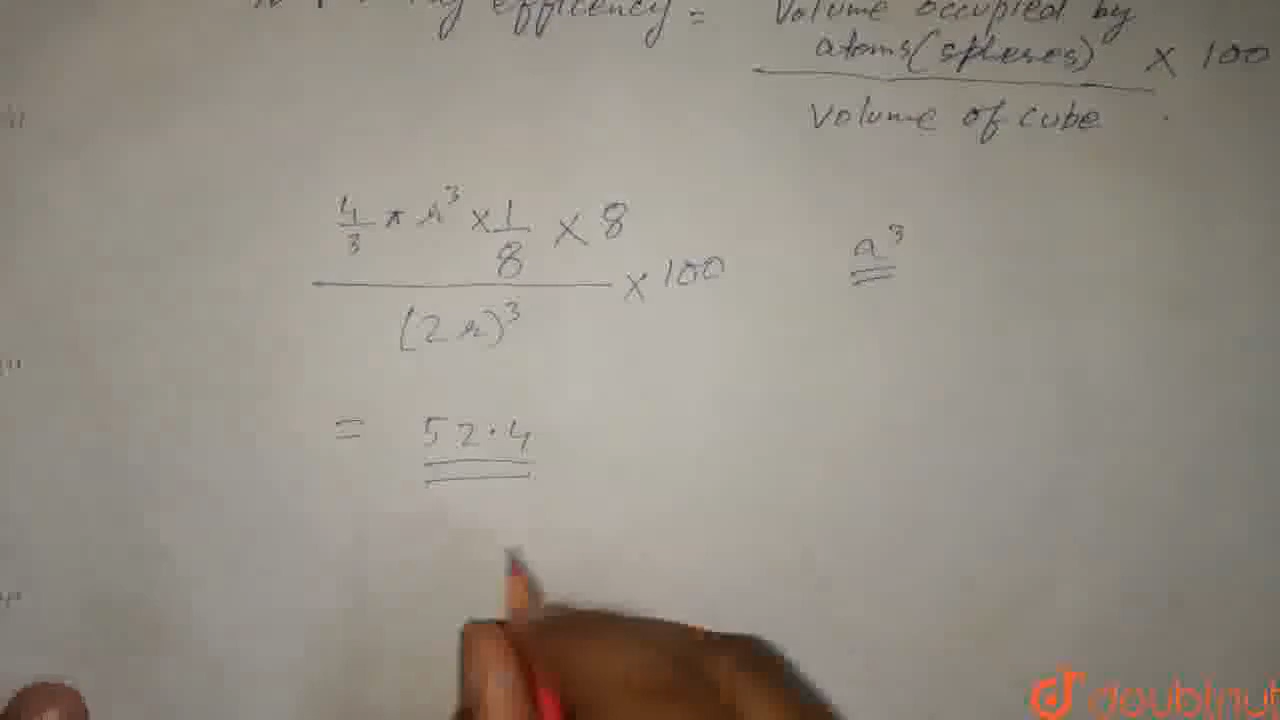 efficency = Volume occupied by
atoms (spheres) × 100
Volume of cube
4/3 π r³ × 1/8 × 8
× 100
a³
(2r)³
= 52.4
doubtnut